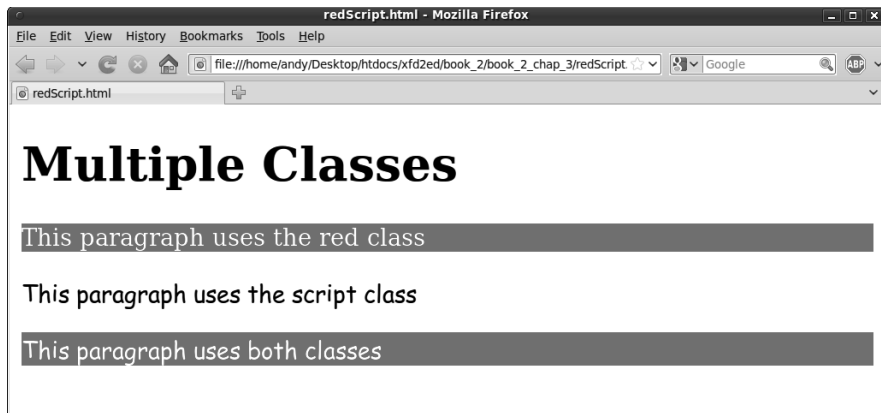 redScript.html - Mozilla Firefox
File Edit View History Bookmarks Tools Help
file:///home/andy/Desktop/htdocs/xfd2ed/book_2/book_2_chap_3/redScript. Google ABP
redScript.html
Multiple Classes
This paragraph uses the red class
This paragraph uses the script class
This paragraph uses both classes